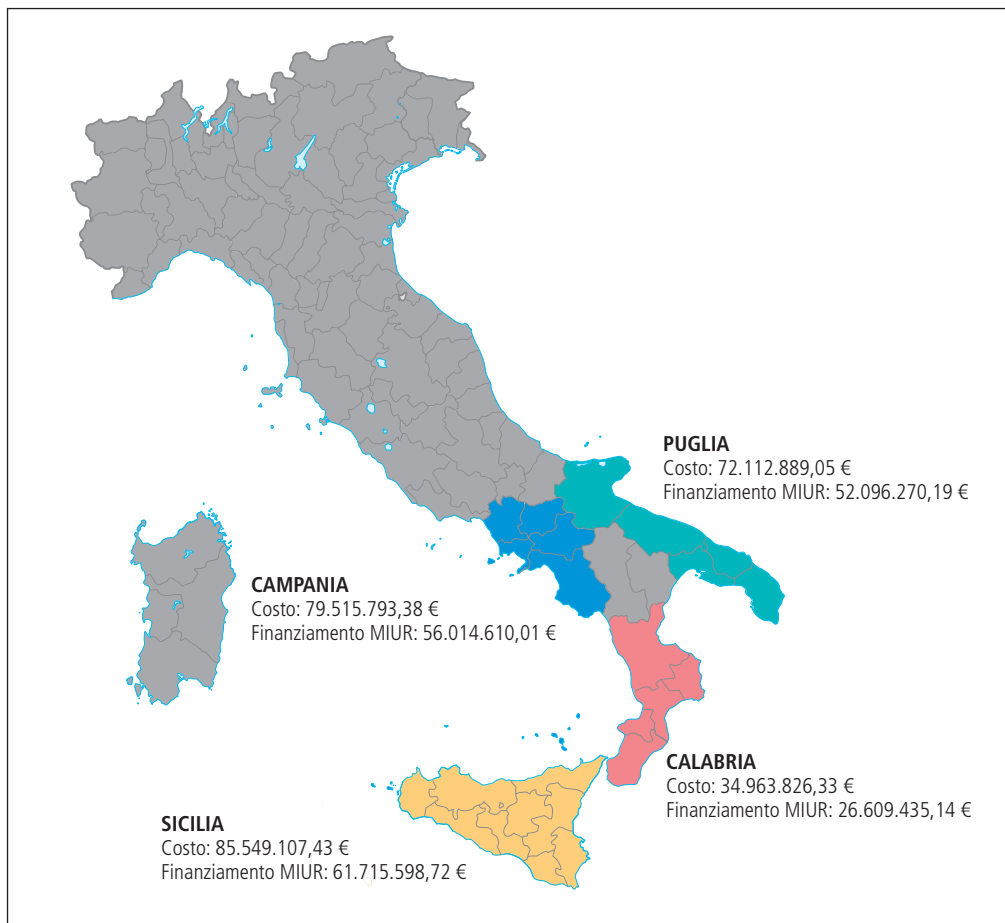 PUGLIA
Costo: 72.112.889,05 €
Finanziamento MIUR: 52.096.270,19 €
CAMPANIA
Costo: 79.515.793,38 €
Finanziamento MIUR: 56.014.610,01 €
CALABRIA
Costo: 34.963.826,33 €
Finanziamento MIUR: 26.609.435,14 €
SICILIA
Costo: 85.549.107,43 €
Finanziamento MIUR: 61.715.598,72 €